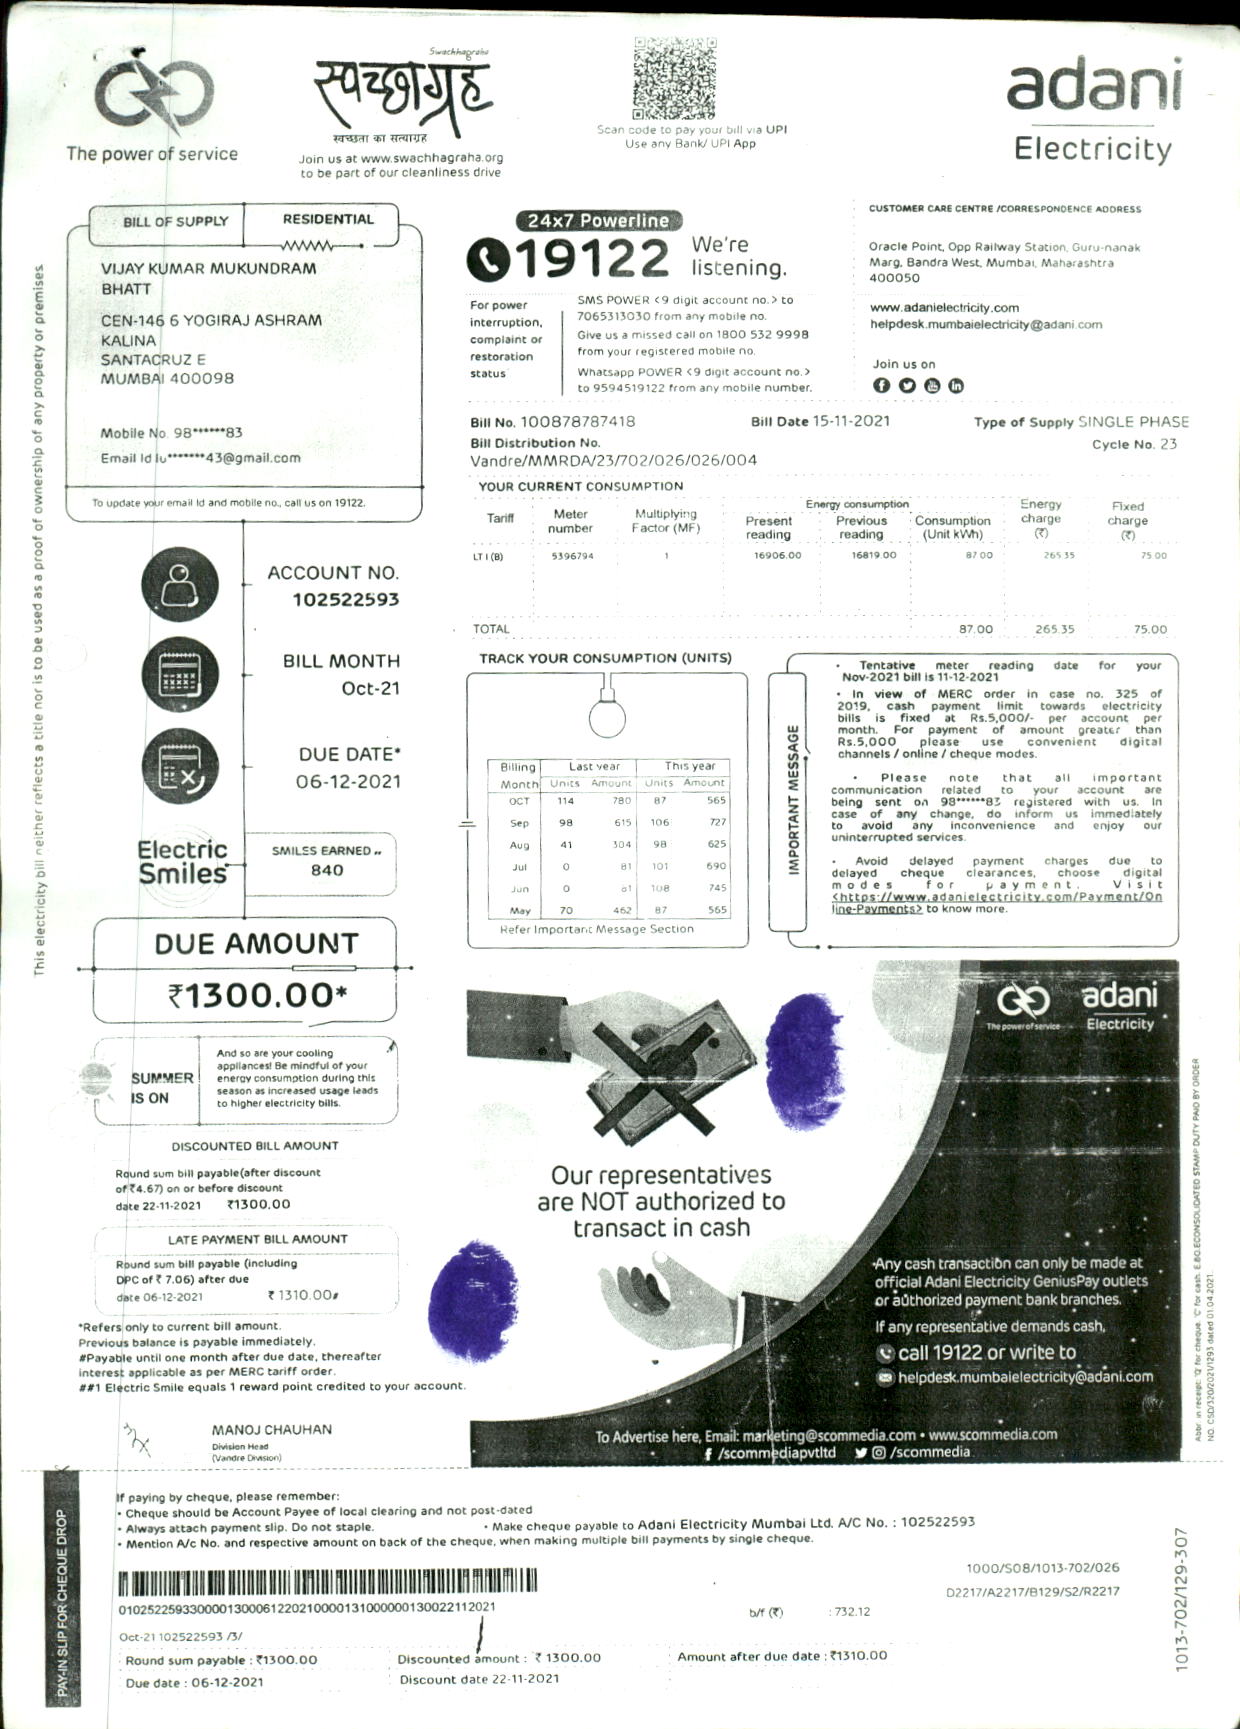 The power of service
Swachhagraha
स्वच्छाग्रह
स्वच्छता का सत्याग्रह
Join us at www.swachhagraha.org
to be part of our cleanliness drive
Scan code to pay your bill via UPI
Use any Bank/ UPI App
adani
Electricity
BILL OF SUPPLY
RESIDENTIAL
VIJAY KUMAR MUKUNDRAM
BHATT
CEN-146 6 YOGIRAJ ASHRAM
KALINA
SANTACRUZ E
MUMBAI 400098
Mobile No. 98******83
Email Id lu*******43@gmail.com
To update your email Id and mobile no., call us on 19122.
This electricity bill neither reflects a title nor is to be used as a proof of ownership of any property or premises.
24x7 Powerline
19122 We're
listening.
For power
interruption,
complaint or
restoration
status
SMS POWER <9 digit account no.> to
7065313030 from any mobile no.
Give us a missed call on 1800 532 9998
from your registered mobile no.
Whatsapp POWER <9 digit account no.>
to 9594519122 from any mobile number.
CUSTOMER CARE CENTRE /CORRESPONDENCE ADDRESS
Oracle Point, Opp Railway Station, Guru-nanak
Marg, Bandra West, Mumbai, Maharashtra
400050
www.adanielectricity.com
helpdesk.mumbaielectricity@adani.com
Join us on
Bill No. 100878787418 Bill Date 15-11-2021 Type of Supply SINGLE PHASE
Bill Distribution No. Cycle No. 23
Vandre/MMRDA/23/702/026/026/004
YOUR CURRENT CONSUMPTION
Tariff Meter number Multiplying Factor (MF) Energy consumption Present reading Previous reading Consumption (Unit kWh) Energy charge (₹) Fixed charge (₹)
LT I (B) 5396794 1 16906.00 16819.00 87.00 265.35 75.00
TOTAL 87.00 265.35 75.00
ACCOUNT NO.
102522593
BILL MONTH
Oct-21
DUE DATE*
06-12-2021
Electric
Smiles
SMILES EARNED
840
DUE AMOUNT
₹1300.00*
SUMMER
IS ON
And so are your cooling
appliances! Be mindful of your
energy consumption during this
season as increased usage leads
to higher electricity bills.
DISCOUNTED BILL AMOUNT
Round sum bill payable(after discount
of ₹4.67) on or before discount
date 22-11-2021 ₹1300.00
LATE PAYMENT BILL AMOUNT
Round sum bill payable (including
DPC of ₹ 7.06) after due
date 06-12-2021 ₹ 1310.00#
*Refers only to current bill amount.
Previous balance is payable immediately.
#Payable until one month after due date, thereafter
interest applicable as per MERC tariff order.
##1 Electric Smile equals 1 reward point credited to your account.
MANOJ CHAUHAN
Division Head
(Vandre Division)
TRACK YOUR CONSUMPTION (UNITS)
Billing Last year This year
Month Units Amount Units Amount
OCT 114 780 87 565
Sep 98 615 106 727
Aug 41 304 98 625
Jul 0 81 101 690
Jun 0 81 108 745
May 70 462 87 565
Refer Important Message Section
IMPORTANT MESSAGE
• Tentative meter reading date for your
Nov-2021 bill is 11-12-2021
• In view of MERC order in case no. 325 of
2019, cash payment limit towards electricity
bills is fixed at Rs.5,000/- per account per
month. For payment of amount greater than
Rs.5,000 please use convenient digital
channels / online / cheque modes.
• Please note that all important
communication related to your account are
being sent on 98******83 registered with us. In
case of any change, do inform us immediately
to avoid any inconvenience and enjoy our
uninterrupted services.
• Avoid delayed payment charges due to
delayed cheque clearances, choose digital
modes for payment. Visit
<https://www.adanielectricity.com/Payment/On
line-Payments> to know more.
adani
The power of service Electricity
Our representatives
are NOT authorized to
transact in cash
Any cash transaction can only be made at
official Adani Electricity GeniusPay outlets
or authorized payment bank branches.
If any representative demands cash,
call 19122 or write to
helpdesk.mumbaielectricity@adani.com
To Advertise here, Email: marketing@scommedia.com • www.scommedia.com
/scommediapvtltd /scommedia
Abbr. in receipt: 'Q' for cheque. 'C' for cash. E.&O.E.CONSOLIDATED STAMP DUTY PAID BY ORDER
NO. CSD/320/2021/1293 dated 01.04.2021.
PAY-IN SLIP FOR CHEQUE DROP
If paying by cheque, please remember:
• Cheque should be Account Payee of local clearing and not post-dated
• Always attach payment slip. Do not staple. • Make cheque payable to Adani Electricity Mumbai Ltd. A/C No. : 102522593
• Mention A/c No. and respective amount on back of the cheque, when making multiple bill payments by single cheque.
1000/S08/1013-702/026
D2217/A2217/B129/S2/R2217
b/f (₹) : 732.12
Oct-21 102522593 /3/
Round sum payable : ₹1300.00 Discounted amount : ₹ 1300.00 Amount after due date : ₹1310.00
Due date : 06-12-2021 Discount date 22-11-2021
1013-702/129-307